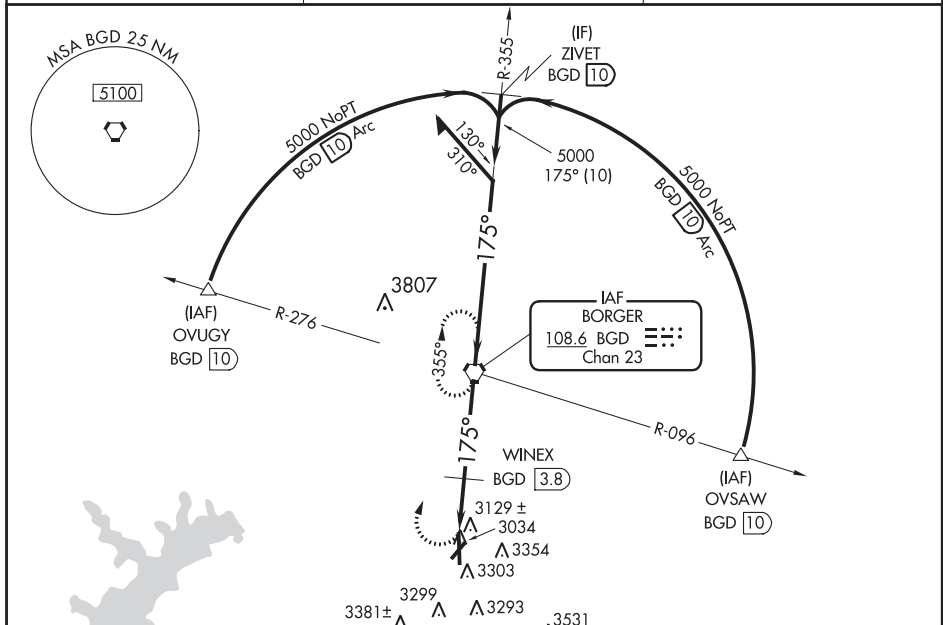 MSA BGD 25 NM
5100
R-355
(IF)
ZIVET
BGD 10
5000 NoPT
BGD 10 Arc
130°
310°
5000
175° (10)
5000 NoPT
BGD 10 Arc
175°
3807
(IAF)
OVUGY
BGD 10
R-276
355°
IAF
BORGER
108.6 BGD
Chan 23
175°
R-096
(IAF)
OVSAW
BGD 10
WINEX
BGD 3.8
3129 ±
3034
3354
3303
3299
3293
3381±
3531